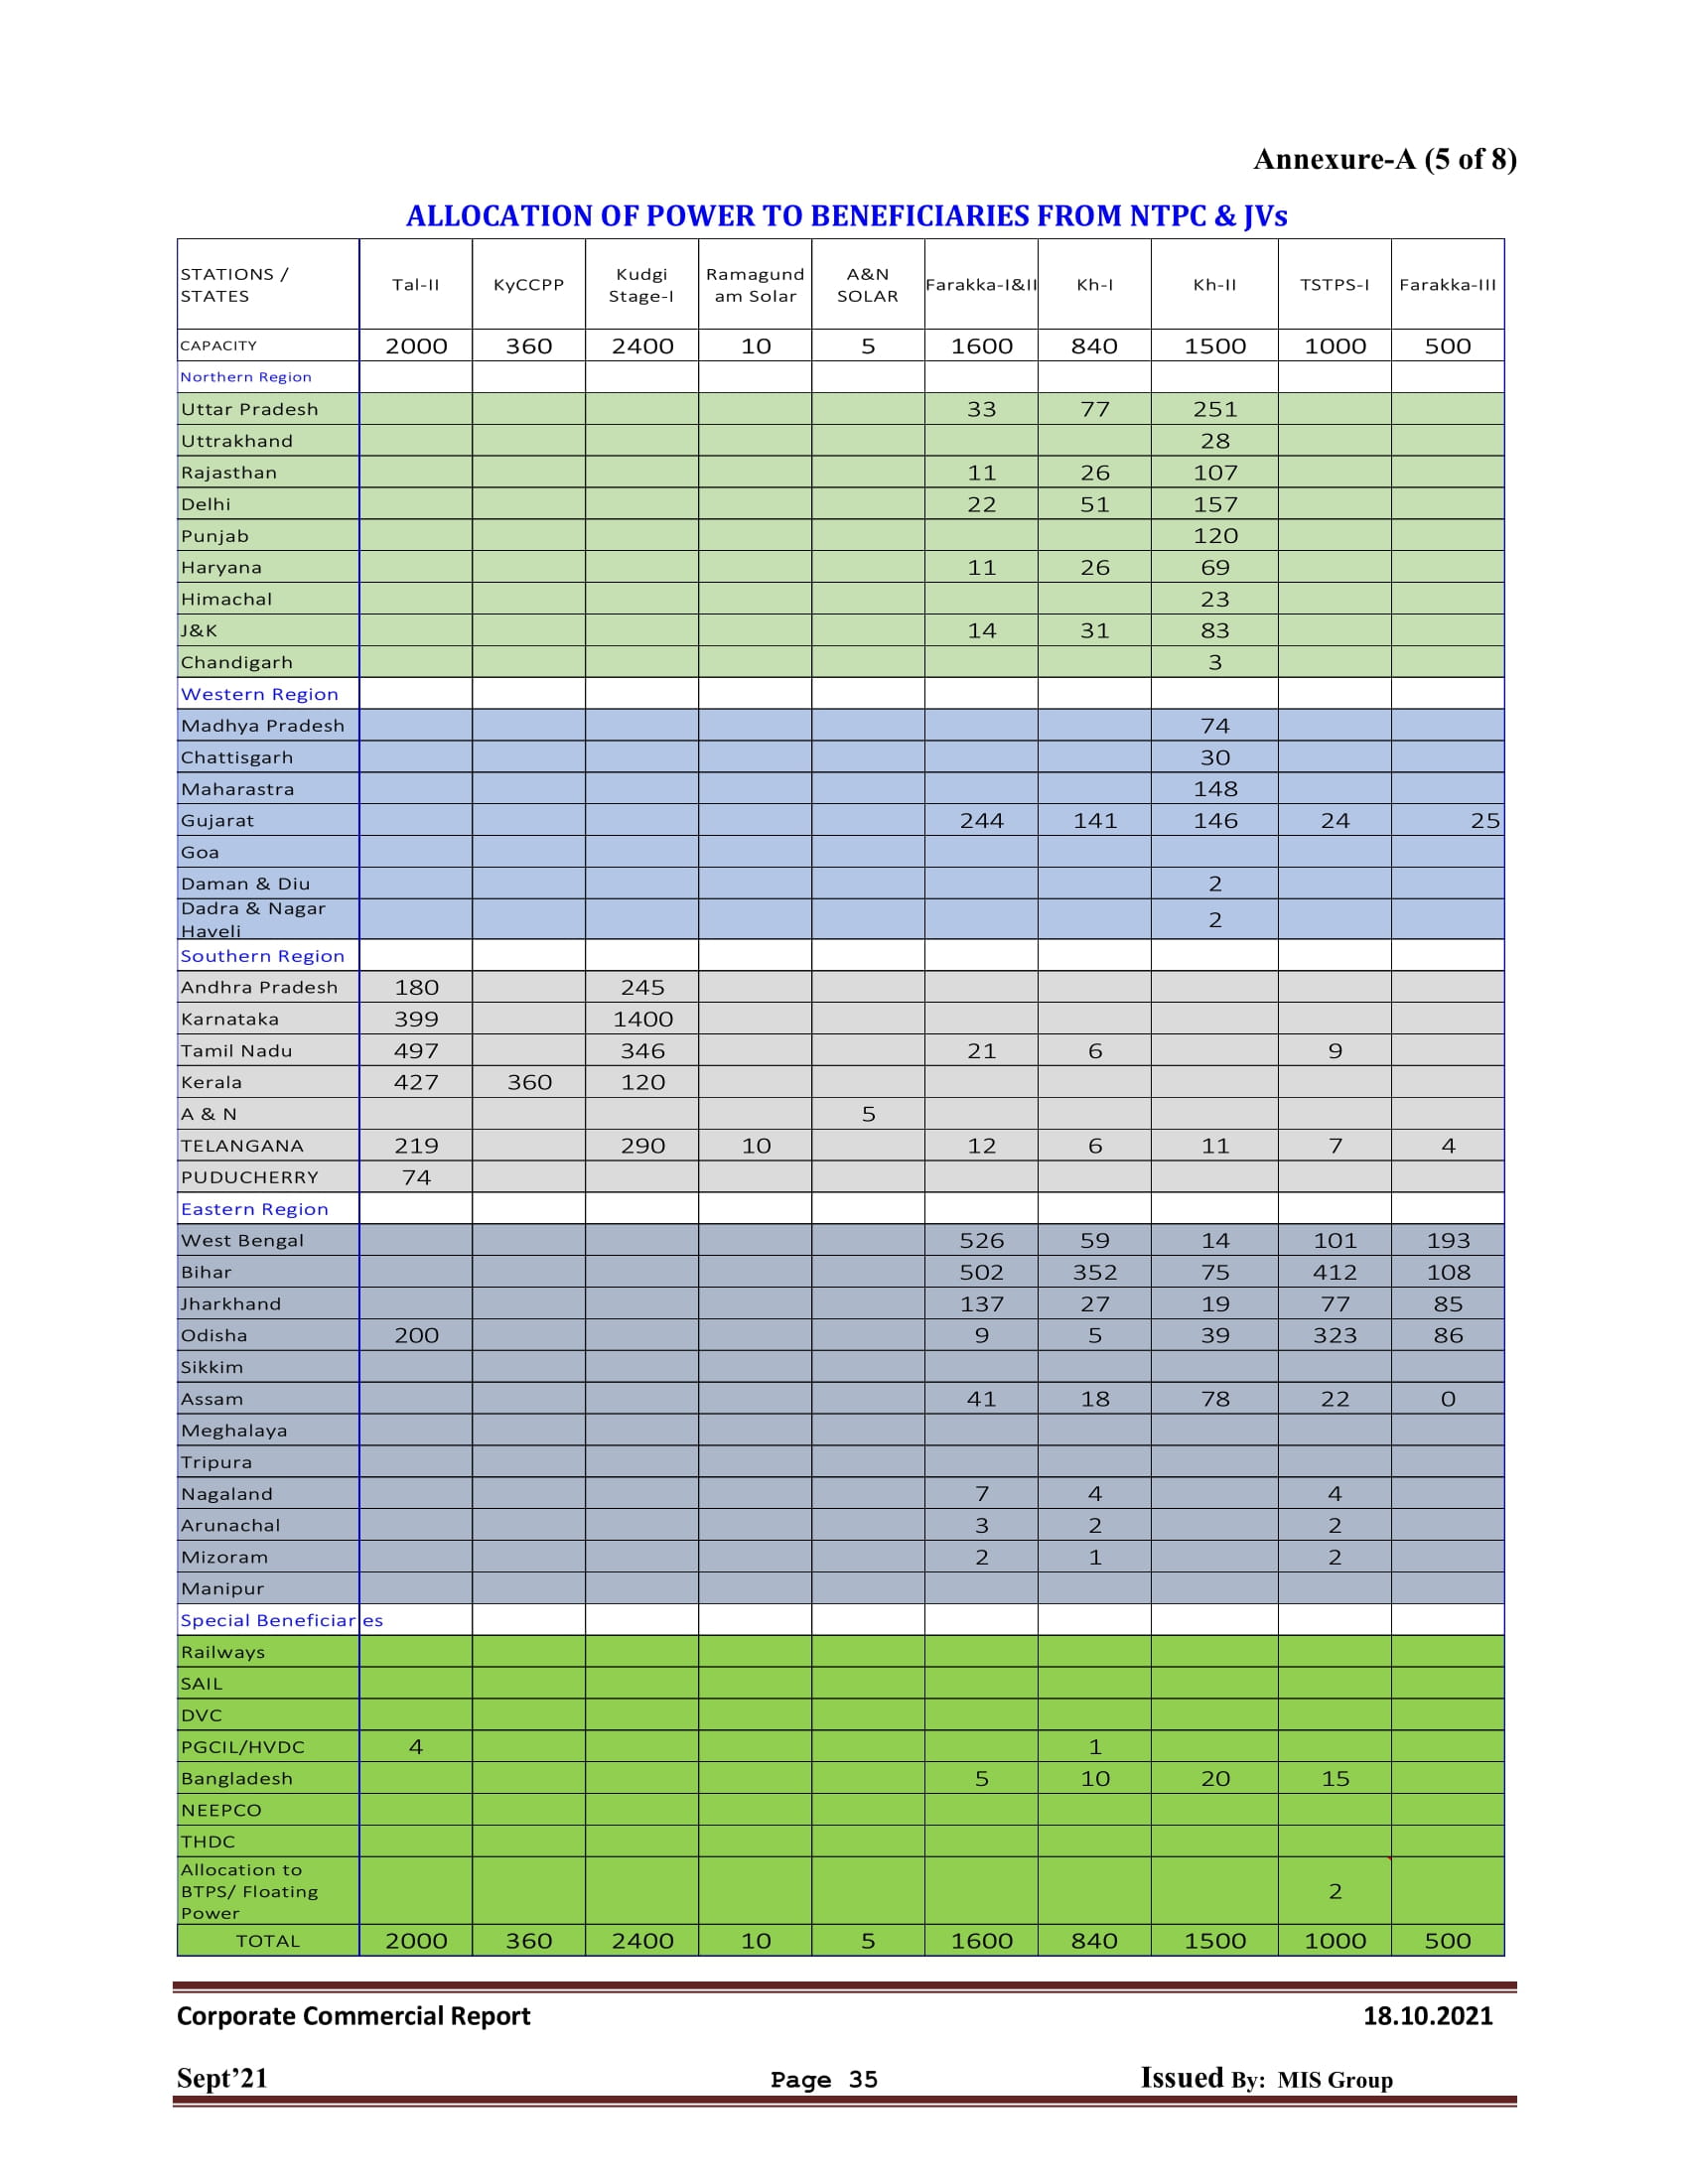 Annexure-A (5 of 8)
ALLOCATION OF POWER TO BENEFICIARIES FROM NTPC & JVs
STATIONS / STATES Tal-II KyCCPP Kudgi Stage-I Ramagund am Solar A&N SOLAR Farakka-I&II Kh-I Kh-II TSTPS-I Farakka-III
CAPACITY 2000 360 2400 10 5 1600 840 1500 1000 500
Northern Region
Uttar Pradesh 33 77 251
Uttrakhand 28
Rajasthan 11 26 107
Delhi 22 51 157
Punjab 120
Haryana 11 26 69
Himachal 23
J&K 14 31 83
Chandigarh 3
Western Region
Madhya Pradesh 74
Chattisgarh 30
Maharastra 148
Gujarat 244 141 146 24 25
Goa
Daman & Diu 2
Dadra & Nagar Haveli 2
Southern Region
Andhra Pradesh 180 245
Karnataka 399 1400
Tamil Nadu 497 346 21 6 9
Kerala 427 360 120
A & N 5
TELANGANA 219 290 10 12 6 11 7 4
PUDUCHERRY 74
Eastern Region
West Bengal 526 59 14 101 193
Bihar 502 352 75 412 108
Jharkhand 137 27 19 77 85
Odisha 200 9 5 39 323 86
Sikkim
Assam 41 18 78 22 0
Meghalaya
Tripura
Nagaland 7 4 4
Arunachal 3 2 2
Mizoram 2 1 2
Manipur
Special Beneficiaries
Railways
SAIL
DVC
PGCIL/HVDC 4 1
Bangladesh 5 10 20 15
NEEPCO
THDC
Allocation to BTPS/ Floating Power 2
TOTAL 2000 360 2400 10 5 1600 840 1500 1000 500
Corporate Commercial Report 18.10.2021
Sept’21 Page 35 Issued By: MIS Group